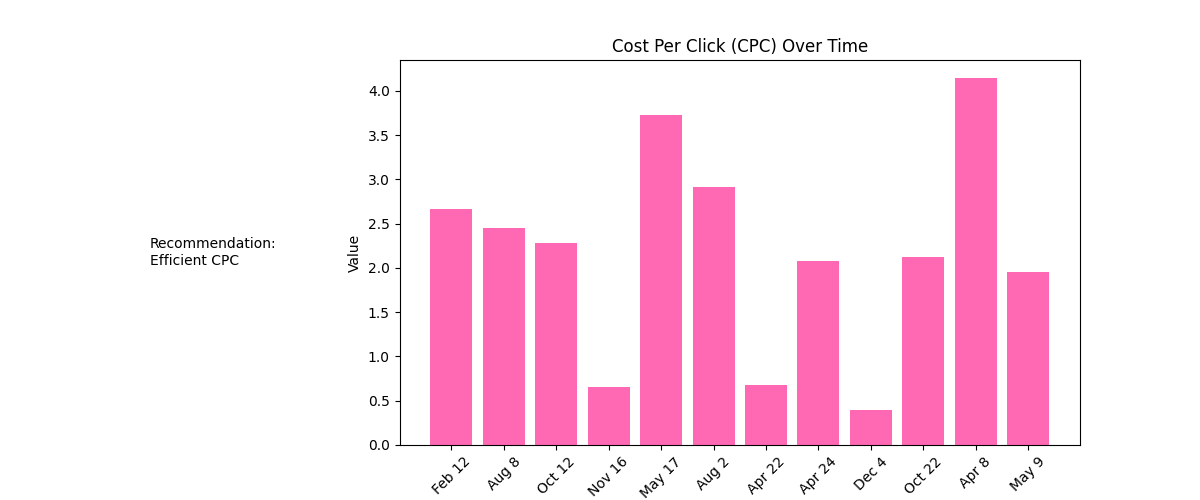 Cost Per Click (CPC) Over Time
Recommendation:
Efficient CPC
Value
4.0
3.5
3.0
2.5
2.0
1.5
1.0
0.5
0.0
Feb 12
Aug 8
Oct 12
Nov 16
May 17
Aug 2
Apr 22
Apr 24
Dec 4
Oct 22
Apr 8
May 9